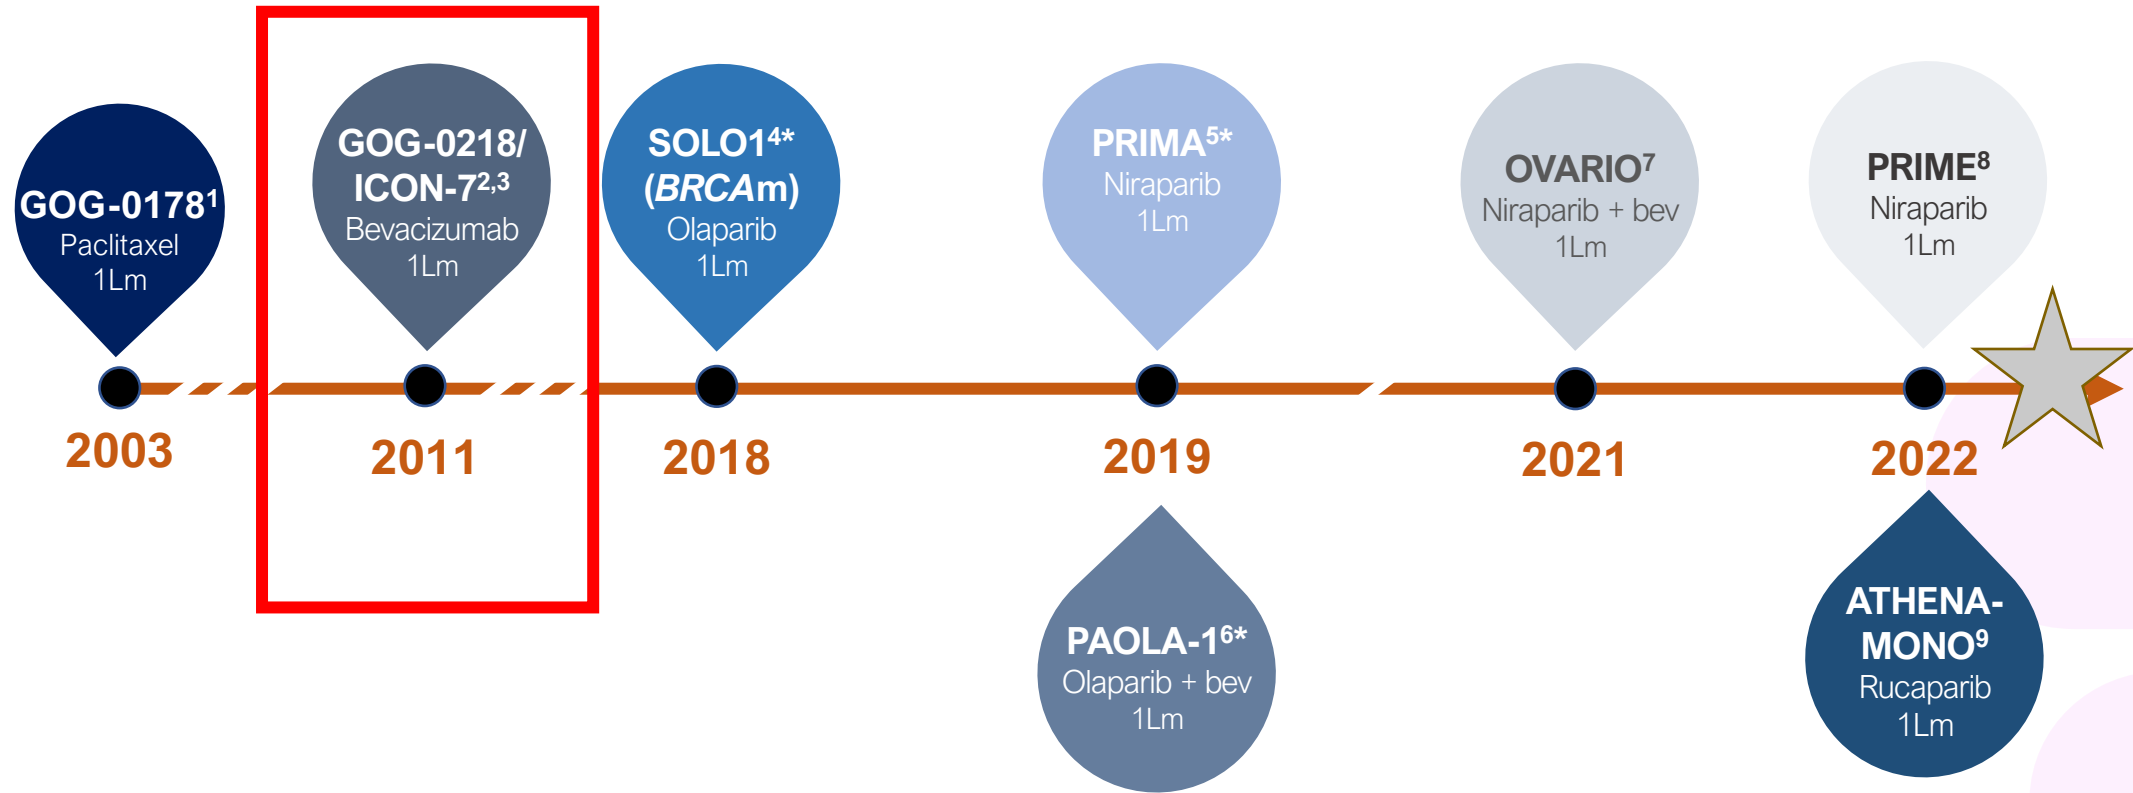 GOG-0178¹
Paclitaxel
1Lm
GOG-0218/
ICON-7²,³
Bevacizumab
1Lm
SOLO1⁴*
(BRCAm)
Olaparib
1Lm
PRIMA⁵*
Niraparib
1Lm
OVARIO⁷
Niraparib + bev
1Lm
PRIME⁸
Niraparib
1Lm
2003
2011
2018
2019
2021
2022
PAOLA-1⁶*
Olaparib + bev
1Lm
ATHENA-
MONO⁹
Rucaparib
1Lm